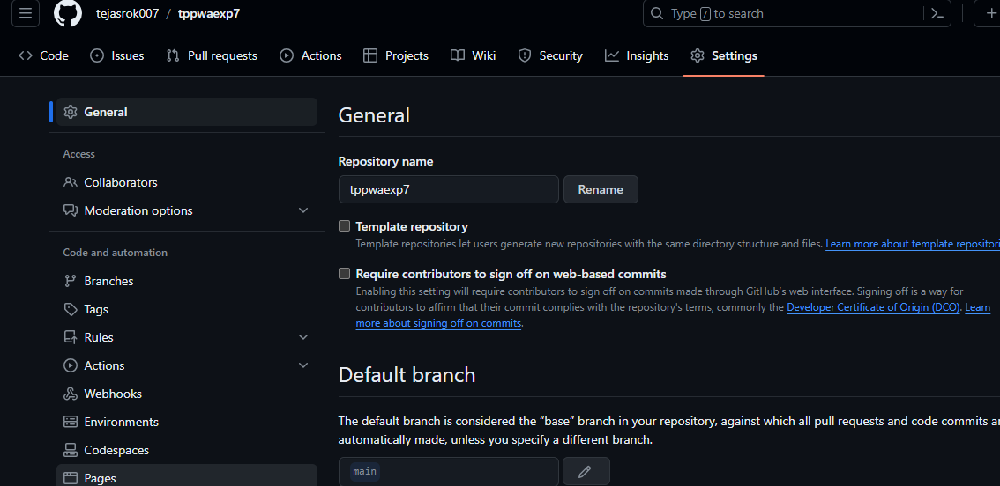 tejasrok007 / tppwaexp7
Type / to search
Code
Issues
Pull requests
Actions
Projects
Wiki
Security
Insights
Settings
General
Access
Collaborators
Moderation options
Code and automation
Branches
Tags
Rules
Actions
Webhooks
Environments
Codespaces
Pages
General
Repository name
tppwaexp7
Rename
Template repository
Template repositories let users generate new repositories with the same directory structure and files. Learn more about template repositori
Require contributors to sign off on web-based commits
Enabling this setting will require contributors to sign off on commits made through GitHub's web interface. Signing off is a way for
contributors to affirm that their commit complies with the repository's terms, commonly the Developer Certificate of Origin (DCO). Learn
more about signing off on commits.
Default branch
The default branch is considered the “base” branch in your repository, against which all pull requests and code commits ar
automatically made, unless you specify a different branch.
main